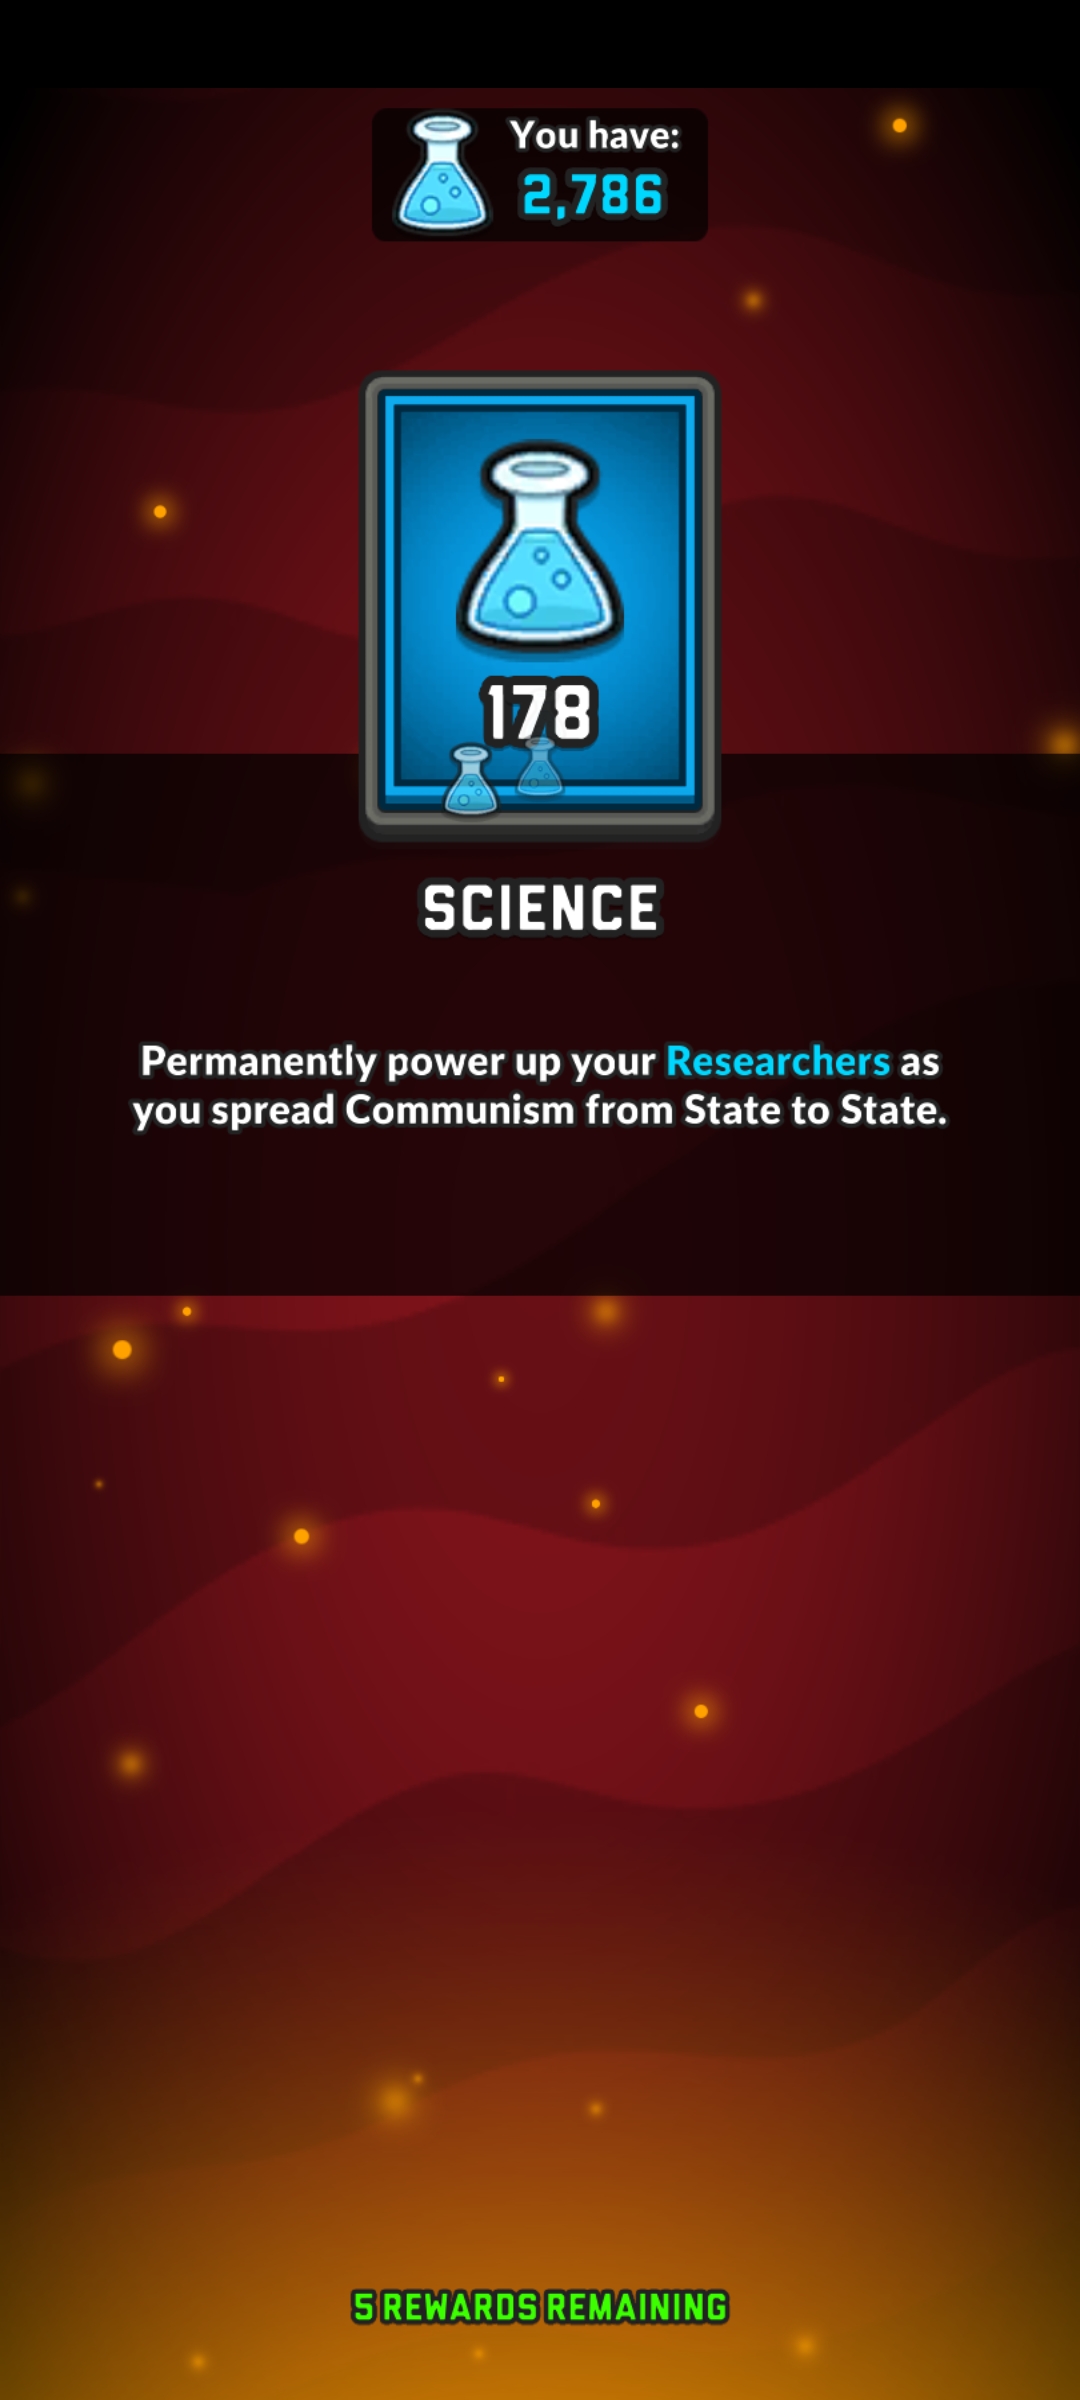 You have:
2,786
178
SCIENCE
Permanently power up your Researchers as
you spread Communism from State to State.
5 REWARDS REMAINING